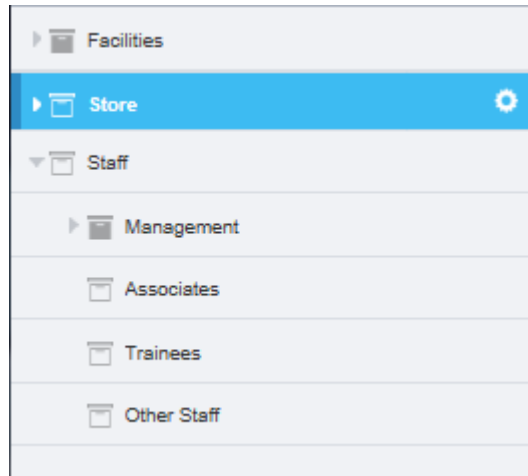 Facilities
Store
Staff
Management
Associates
Trainees
Other Staff